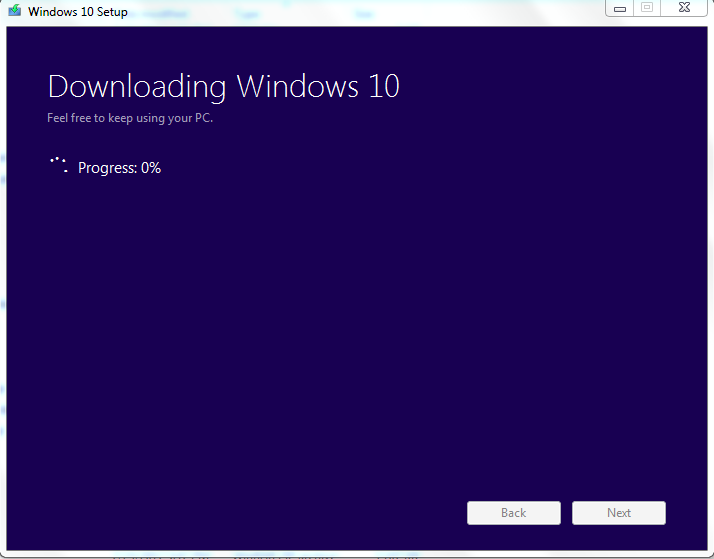 Windows 10 Setup
Downloading Windows 10
Feel free to keep using your PC.
Progress: 0%
Back Next